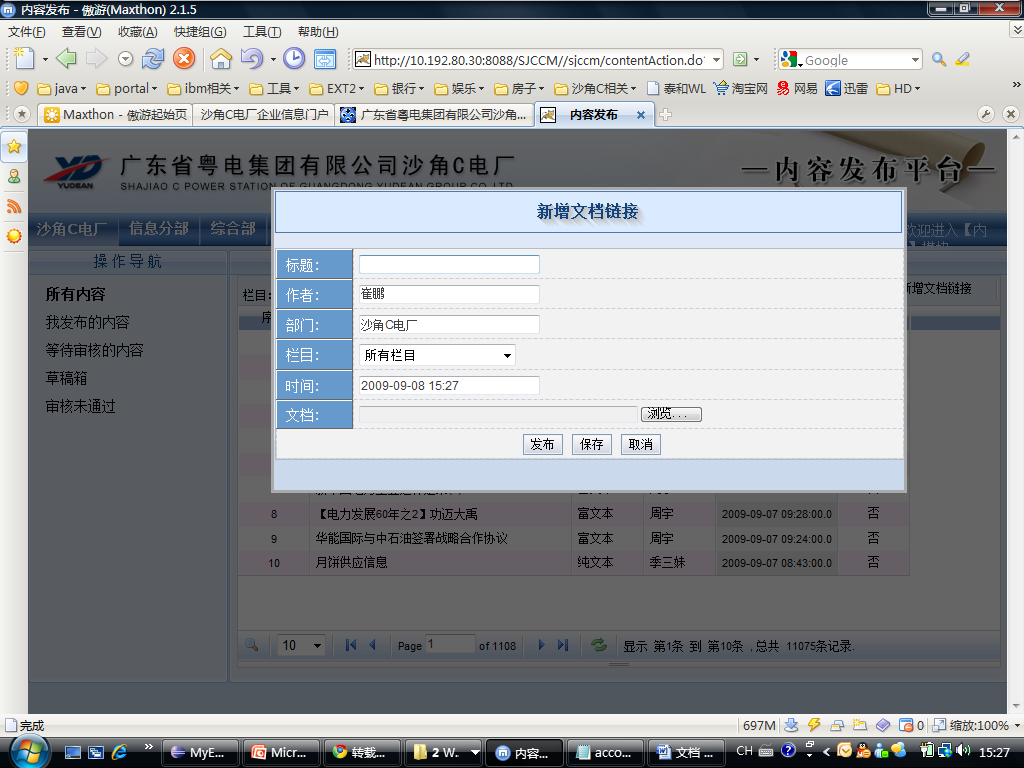 内容发布 - 傲游(Maxthon) 2.1.5
文件(F) 查看(V) 收藏(A) 快捷组(G) 工具(T) 帮助(H)
http://10.192.80.30:8088/SJCCM//sjccm/contentAction.do Google
java portal ibm相关 工具 EXT2 银行 娱乐 房子 沙角C相关 泰和WL 淘宝网 网易 迅雷 HD
Maxthon - 傲游起始页 沙角C电厂企业信息门户 广东省粤电集团有限公司沙角... 内容发布
YUDEAN 广东省粤电集团有限公司沙角C电厂
SHAJIAO C POWER STATION OF GUANGDONG YUDEAN GROUP CO.,LTD
—内容发布平台—
沙角C电厂 信息分部 综合部
欢迎进入【内
操作导航
所有内容
我发布的内容
等待审核的内容
草稿箱
审核未通过
栏目:
增文档链接
新增文档链接
标题:
作者: 崔鹏
部门: 沙角C电厂
栏目: 所有栏目
时间: 2009-09-08 15:27
文档: 浏览...
发布 保存 取消
8 【电力发展60年之2】功迈大禹 富文本 周宇 2009-09-07 09:28:00.0 否
9 华能国际与中石油签署战略合作协议 富文本 周宇 2009-09-07 09:24:00.0 否
10 月饼供应信息 纯文本 季三妹 2009-09-07 08:43:00.0 否
10 Page 1 of 1108 显示 第1条 到 第10条 , 总共 11075条记录.
完成 697M 0 缩放:100%
MyE... Micr... 转载... 2 W... 内容... acco... 文档 ... CH 15:27